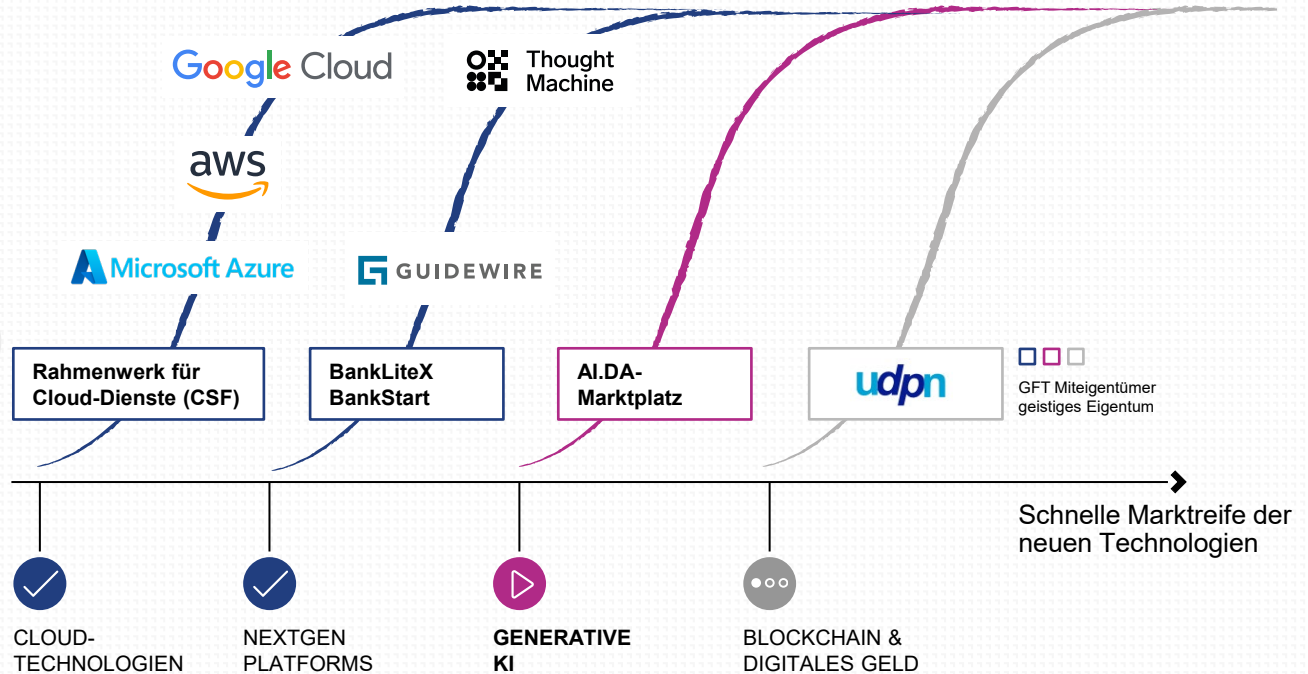 Google Cloud
Thought
Machine
aws
Microsoft Azure
GUIDEWIRE
Rahmenwerk für
Cloud-Dienste (CSF)
BankLiteX
BankStart
AI.DA-
Marktplatz
udpn
GFT Miteigentümer
geistiges Eigentum
Schnelle Marktreife der
neuen Technologien
CLOUD-
TECHNOLOGIEN
NEXTGEN
PLATFORMS
GENERATIVE
KI
BLOCKCHAIN &
DIGITALES GELD